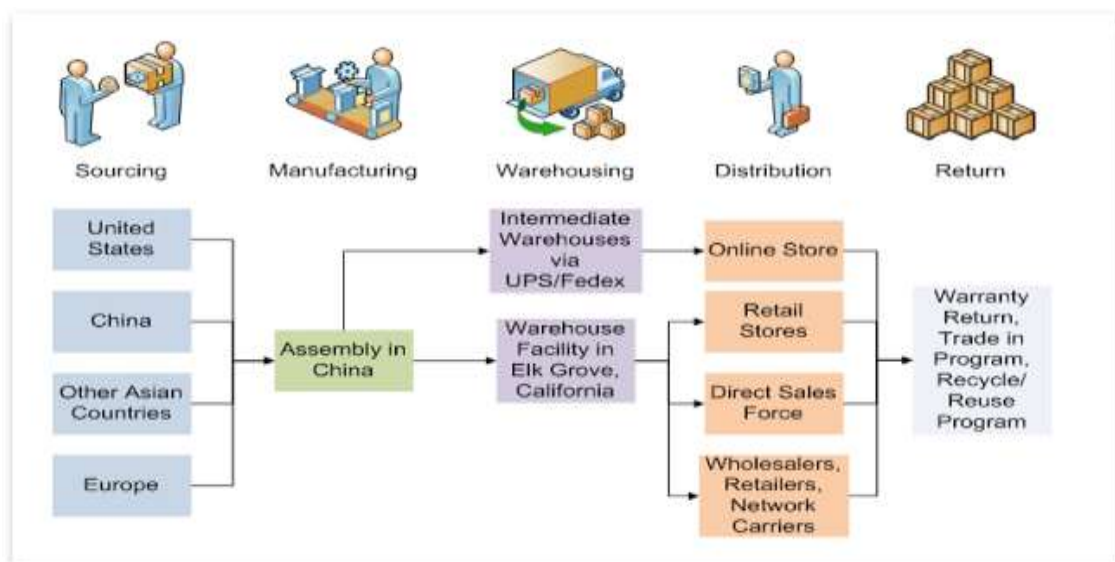 Sourcing
Manufacturing
Warehousing
Distribution
Return
United
States
China
Other Asian
Countries
Europe
Assembly in
China
Intermediate
Warehouses
via
UPS/Fedex
Warehouse
Facility in
Elk Grove,
California
Online Store
Retail
Stores
Direct Sales
Force
Wholesalers,
Retailers,
Network
Carriers
Warranty
Return,
Trade in
Program,
Recycle/
Reuse
Program